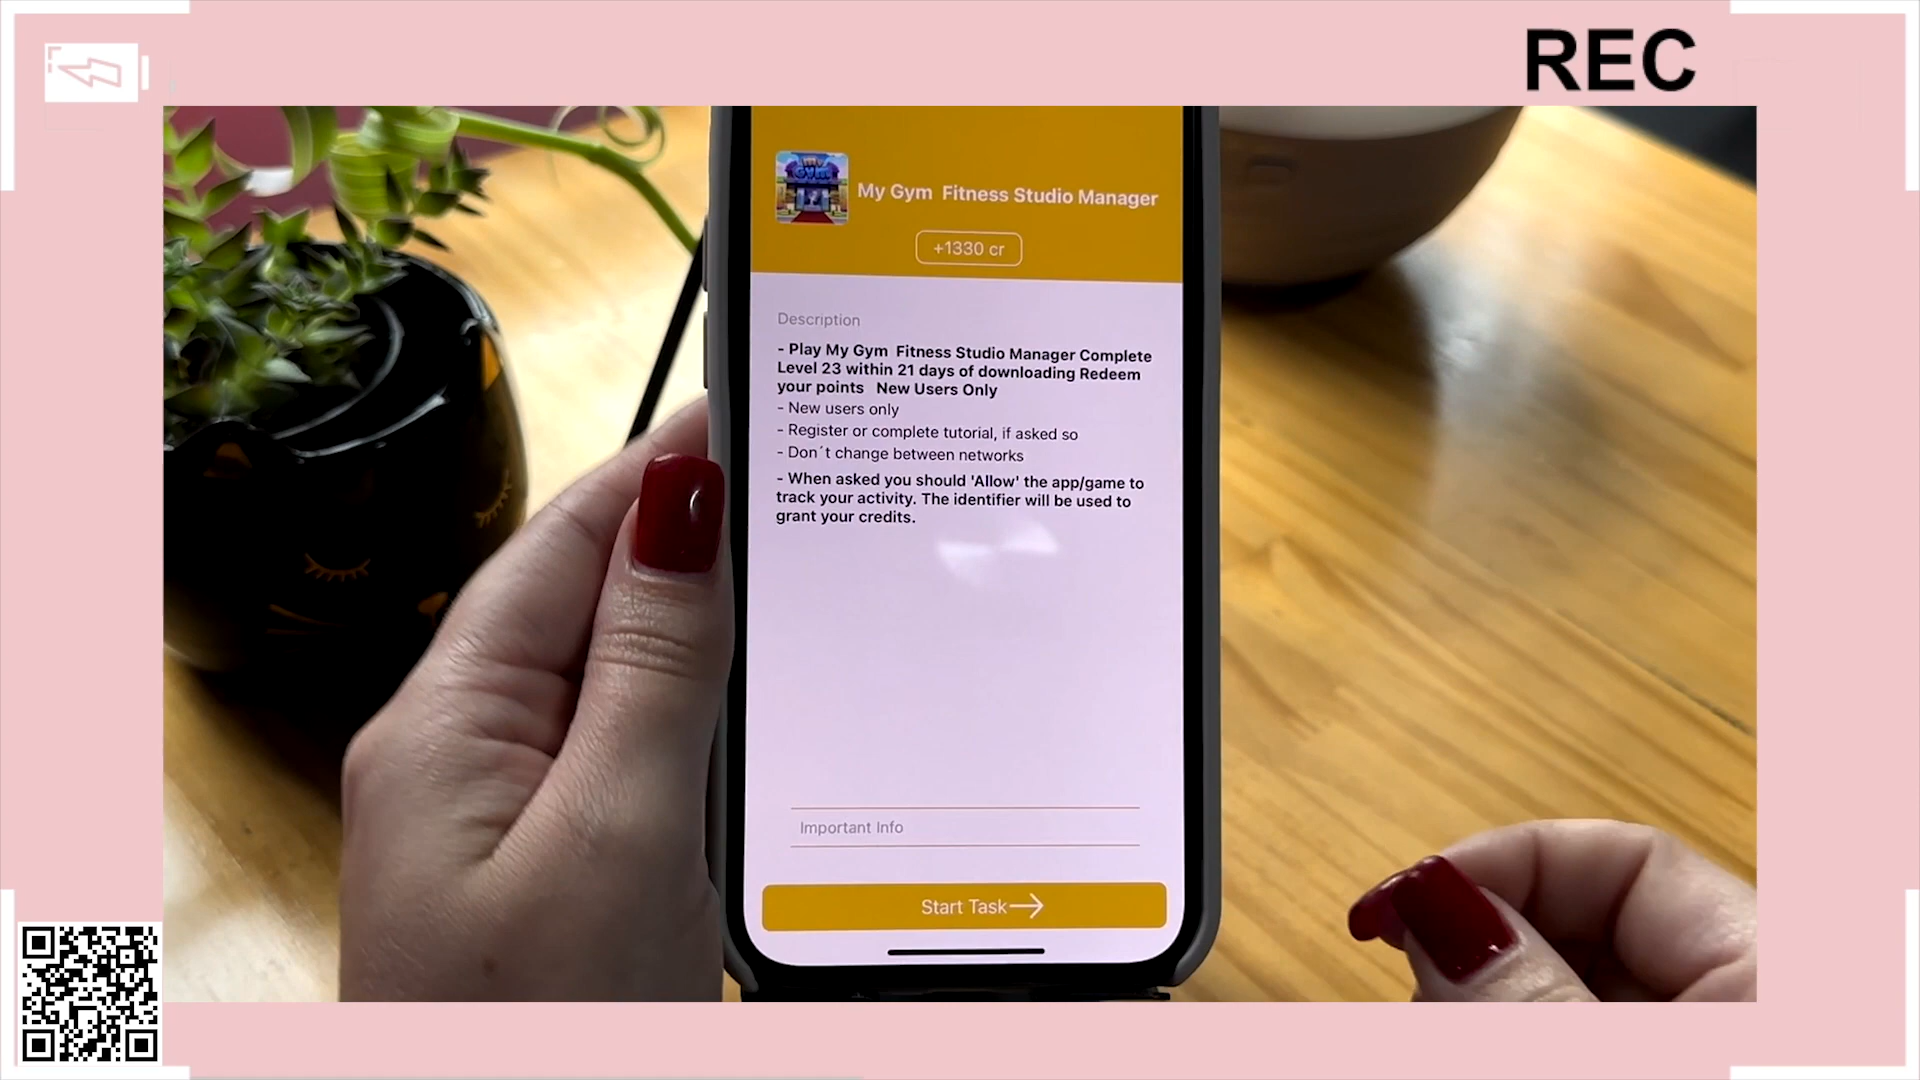 REC
My Gym  Fitness Studio Manager
+1330 cr
Description
- Play My Gym  Fitness Studio Manager Complete
Level 23 within 21 days of downloading Redeem
your points   New Users Only
- New users only
- Register or complete tutorial, if asked so
- Don´t change between networks
- When asked you should 'Allow' the app/game to
track your activity. The identifier will be used to
grant your credits.
Important Info
Start Task